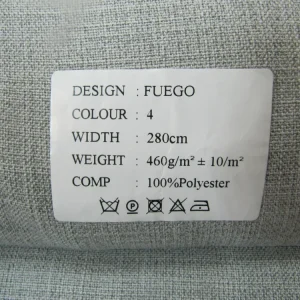 DESIGN : FUEGO
COLOUR : 4
WIDTH : 280cm
WEIGHT : 460g/m² ± 10/m²
COMP : 100%Polyester